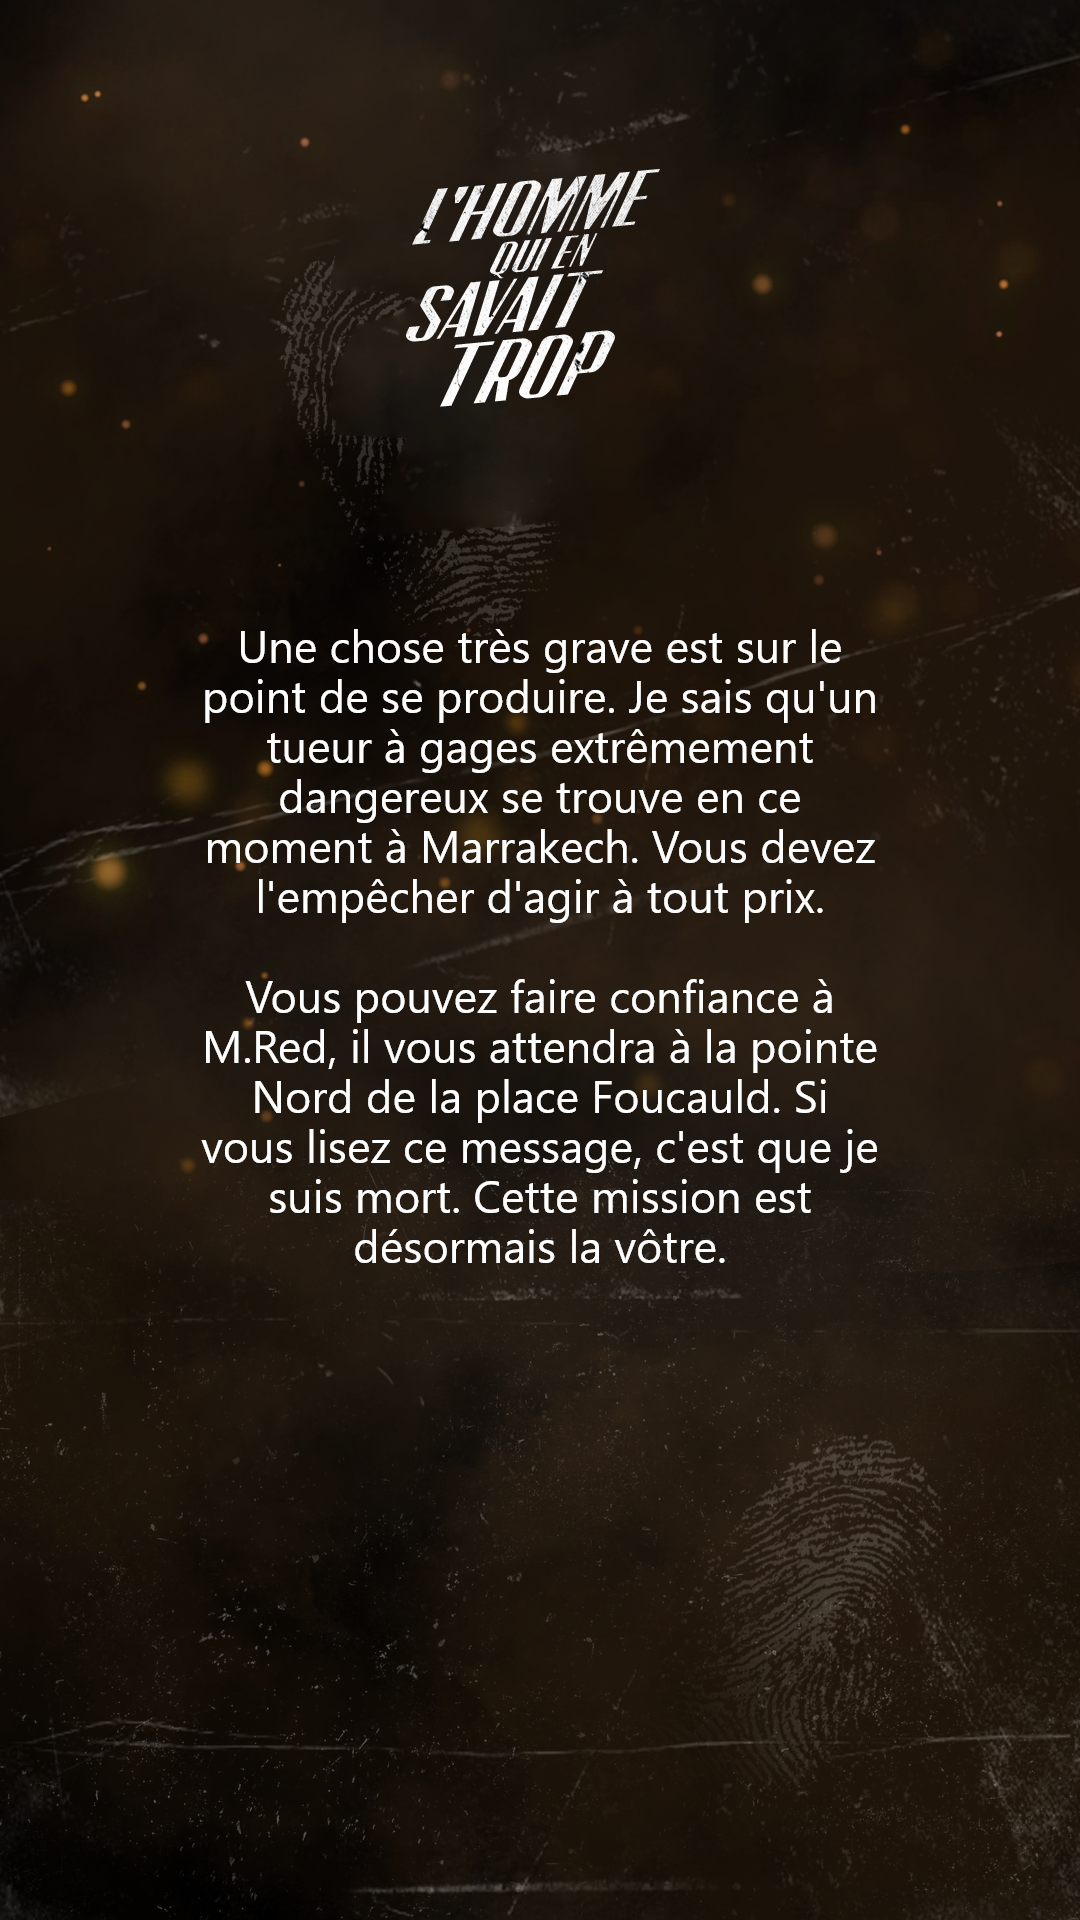 L'HOMME
QUI EN
SAVAIT
TROP
Une chose très grave est sur le
point de se produire. Je sais qu'un
tueur à gages extrêmement
dangereux se trouve en ce
moment à Marrakech. Vous devez
l'empêcher d'agir à tout prix.
Vous pouvez faire confiance à
M.Red, il vous attendra à la pointe
Nord de la place Foucauld. Si
vous lisez ce message, c'est que je
suis mort. Cette mission est
désormais la vôtre.